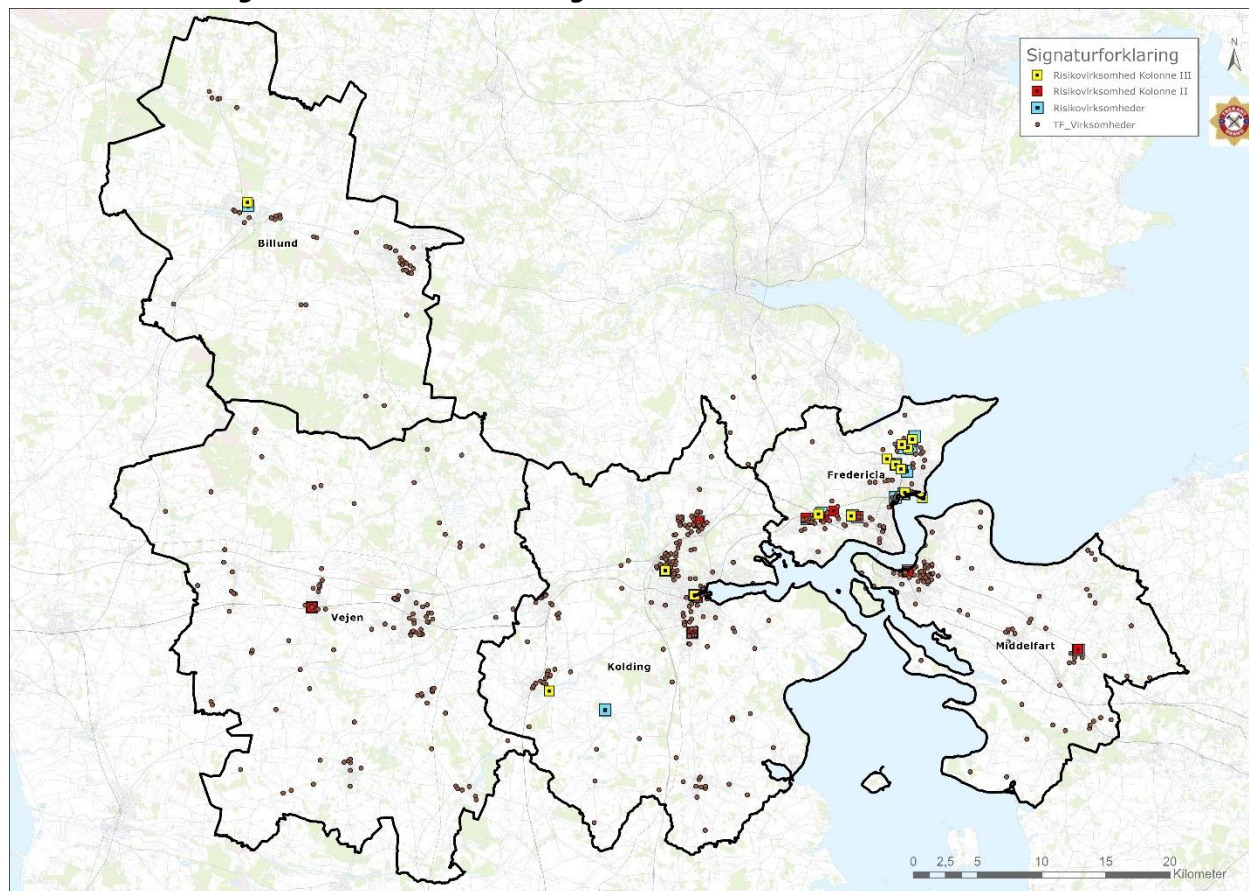 Signaturforklaring
N
Risikovirksomhed Kolonne III
Risikovirksomhed Kolonne II
Risikovirksomheder
TF_Virksomheder
Billund
Fredericia
Vejen
Kolding
Middelfart
0 2,5 5 10 15 20
Kilometer